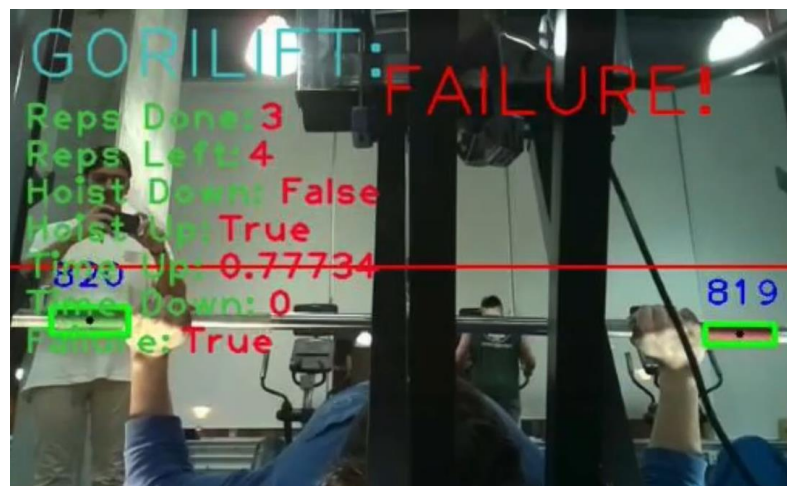 GORILIFT:
FAILURE!
Reps Done: 3
Reps Left: 4
Hoist Down: False
Hoist Up: True
Time Up: 0.77734
820
819
Time Down: 0
Failure: True